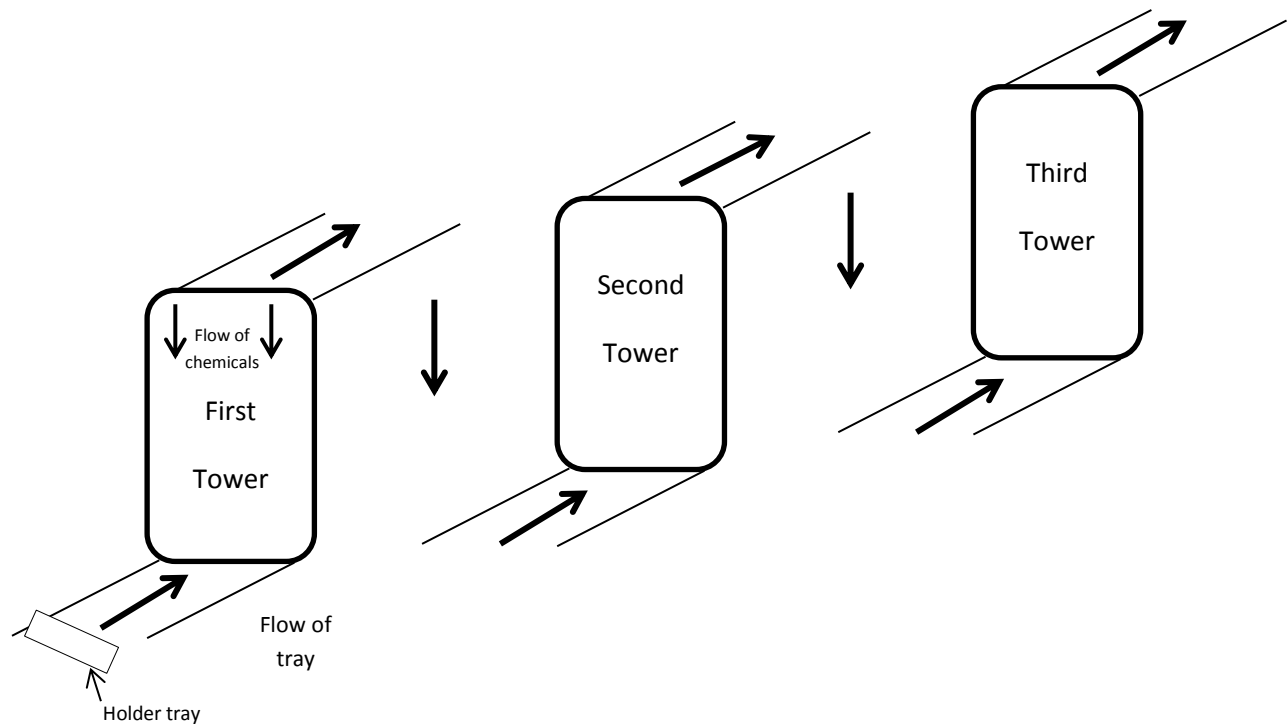 Third
Tower
Second
Tower
Flow of
chemicals
First
Tower
Flow of
tray
Holder tray